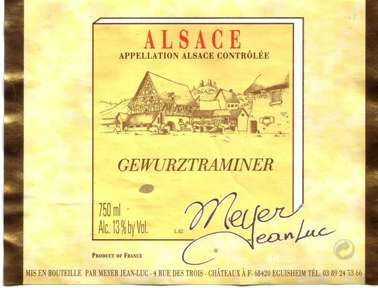 ALSACE
APPELLATION ALSACE CONTRÔLÉE
GEWURZTRAMINER
750 ml
Alc. 13% by Vol.
L.02
Meyer
Jean Luc
PRODUCT OF FRANCE
MIS EN BOUTEILLE PAR MEYER JEAN-LUC - 4 RUE DES TROIS - CHÂTEAUX À F- 68420 EGUISHEIM TÉL. 03 89 24 53 66